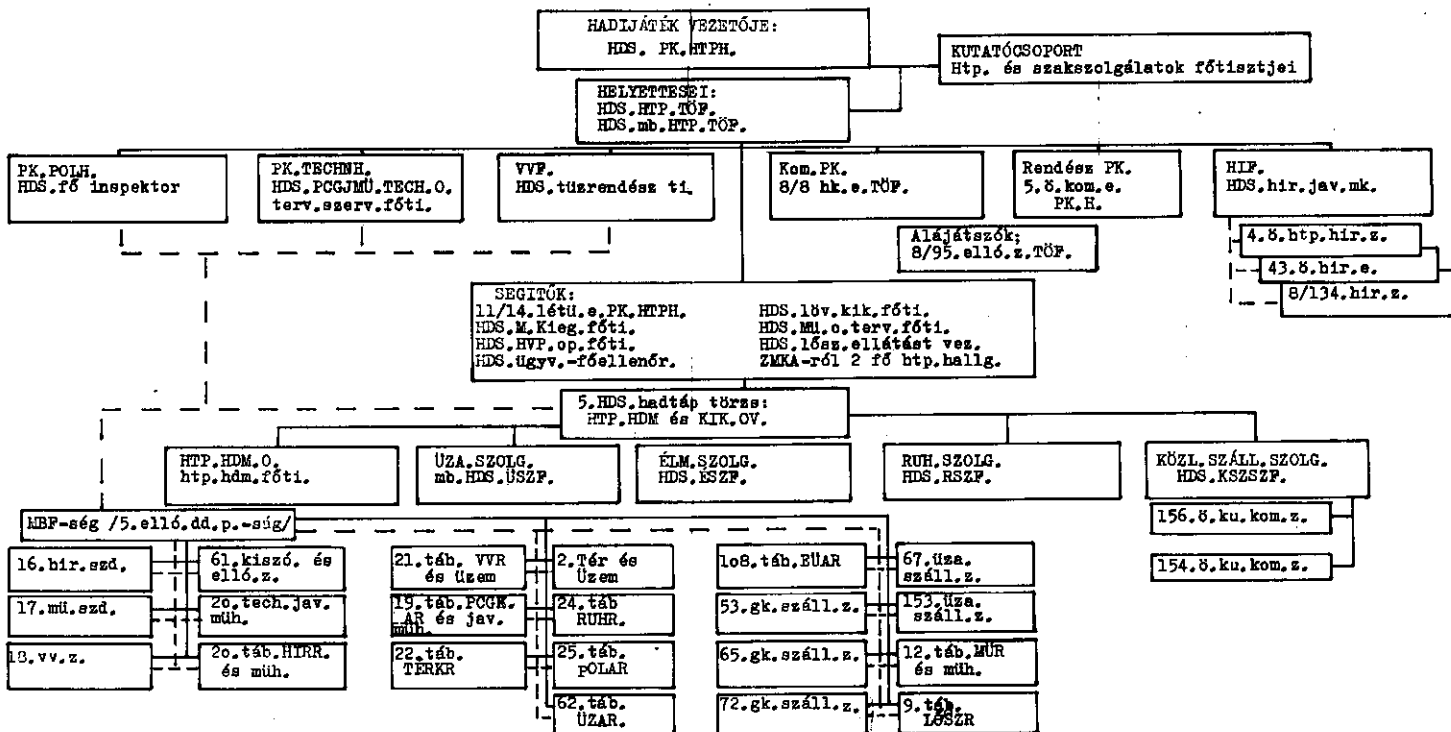 HADIJÁTÉK VEZETŐJE:
HDS. PK.HTPH.
KUTATÓCSOPORT
Htp. és szakszolgálatok főtisztjei
HELYETTESEI:
HDS.HTP.TÖF.
HDS.mb.HTP.TÖF.
PK.POLH.
HDS.fő inspektor
PK.TECHNH.
HDS.PCGJMŰ.TECH.O.
terv.szerv.főti.
VVF.
HDS.tüzrendész ti.
Kom.PK.
8/8 hk.e.TÖF.
Rendész PK.
5.ö.kom.e.
PK.H.
HIF.
HDS.hir.jav.mk.
Alájátszók:
8/95.elló.z.TÖF.
4.ö.htp.hir.z.
43.ö.hir.e.
8/134.hir.z.
SEGITŐK:
11/14.létü.e.PK.HTPH.
HDS.M.Kieg.főti.
HDS.HVP.op.főti.
HDS.ügyv.-főellenőr.
HDS.löv.kik.főti.
HDS.MÜ.o.terv.főti.
HDS.lősz.ellátást vez.
ZMKA-ról 2 fő htp.hallg.
5.HDS.hadtáp törzs:
HTP.HDM és KIK.OV.
HTP.HDM.O.
htp.hdm.főti.
ÜZA.SZOLG.
mb.HDS.ÜSZF.
ÉLM.SZOLG.
HDS.ÉSZF.
RUH.SZOLG.
HDS.RSZF.
KÖZL.SZÁLL.SZOLG.
HDS.KSZSZF.
156.ö.ku.kom.z.
154.ö.ku.kom.z.
MBF-ség /5.elló.dd.p.-ság/
16.hir.szd.
61.kiszó. és
elló.z.
17.mü.szd.
2o.tech.jav.
müh.
18.vv.z.
2o.táb.HIRR.
és müh.
21.táb. VVR
és üzem
2.Tér és
Üzem
19.táb.PCGK.
AR és jav.
müh.
24.táb
RUHR.
22.táb.
TÉRKR
25.táb.
POLAR
62.táb.
ÜZAR.
1o8.táb.EÜAR
67.üza.
száll.z.
53.gk.száll.z.
153.üza.
száll.z.
65.gk.száll.z.
12.táb.MÜR
és müh.
72.gk.száll.z.
9.táb.
LŐSZR